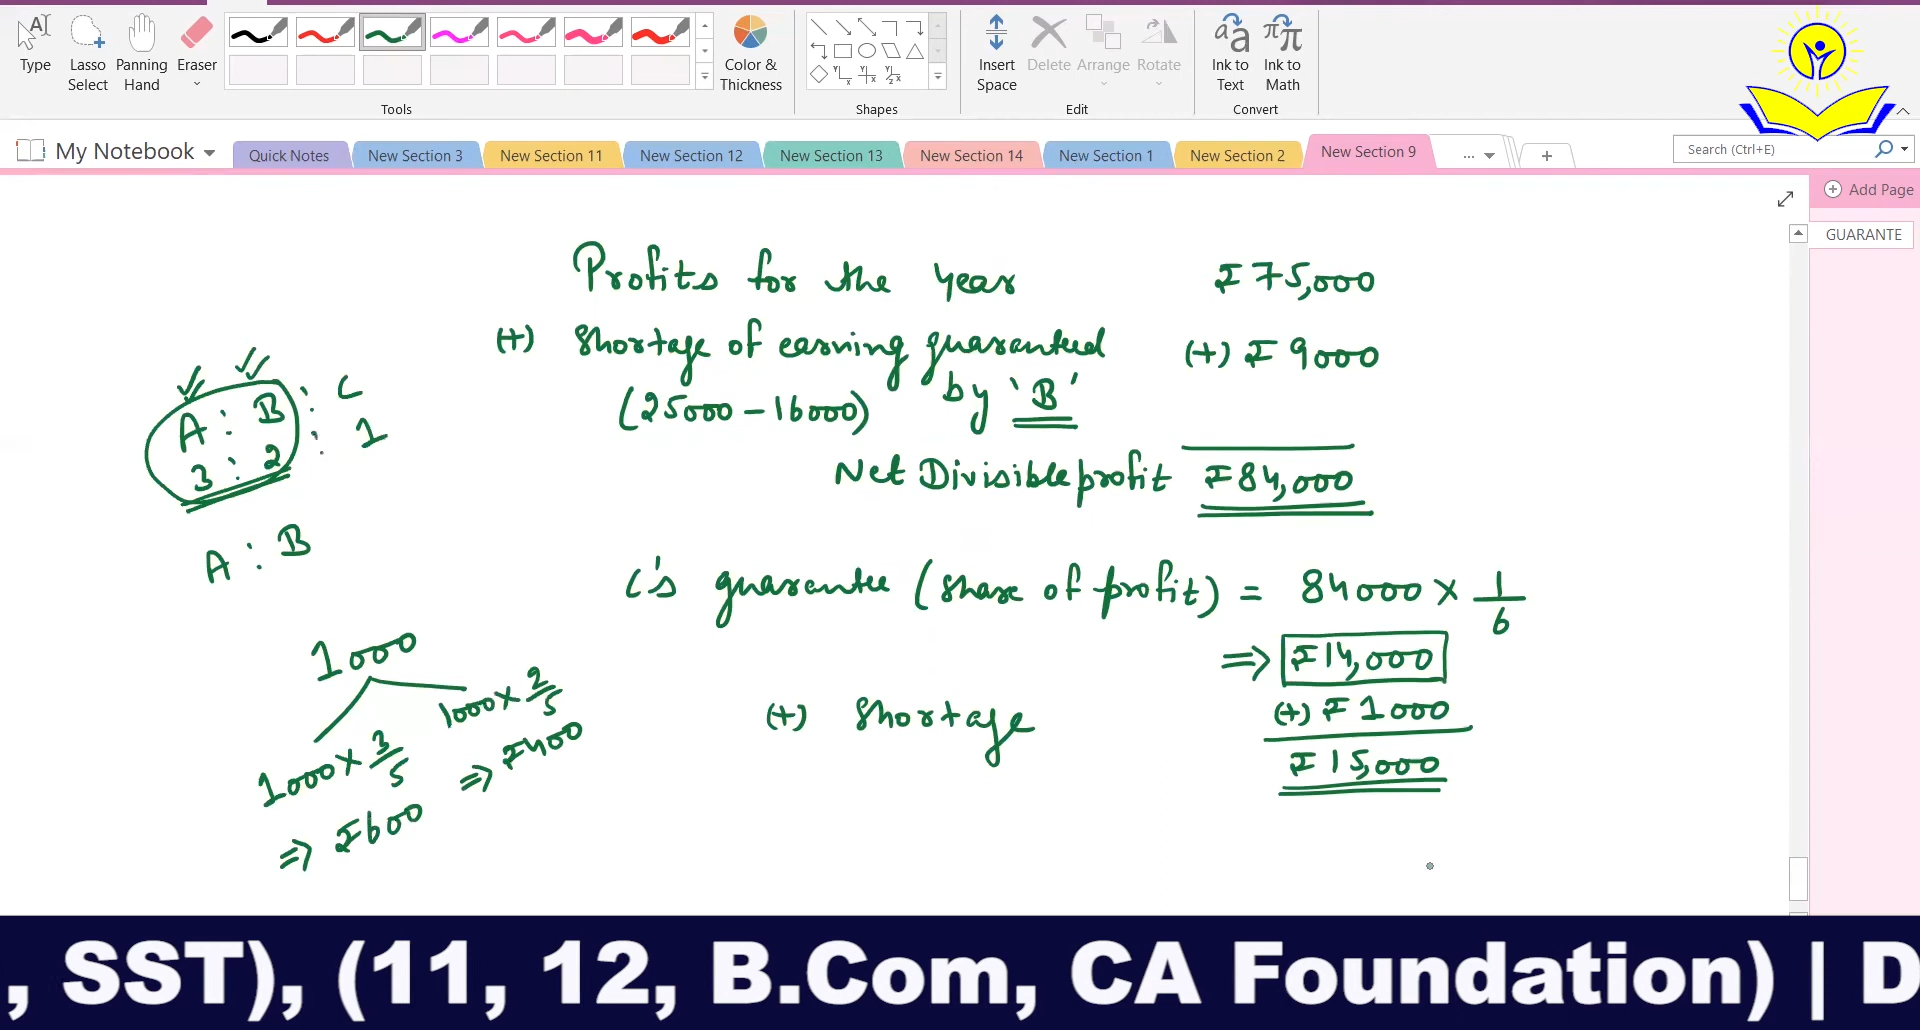 Type
Lasso Select
Panning Hand
Eraser
Color & Thickness
Insert Space
Delete
Arrange
Rotate
Ink to Text
Ink to Math
Tools
Shapes
Edit
Convert
My Notebook
Quick Notes
New Section 3
New Section 11
New Section 12
New Section 13
New Section 14
New Section 1
New Section 2
New Section 9
...
Search (Ctrl+E)
Add Page
GUARANTE
Profits for the year ₹75,000
(+) Shortage of earning guaranteed (+) ₹9000
(25000-16000) by 'B'
Net Divisible profit ₹84,000
A : B : C
3 : 2 : 1
A : B
C's guarantee (Share of profit) = 84000 × 1/6
⇒ ₹14,000
(+) Shortage (+) ₹1000
₹15,000
1000
1000 × 3/5
⇒ ₹600
1000 × 2/5
⇒ ₹400
, SST), (11, 12, B.Com, CA Foundation) | D